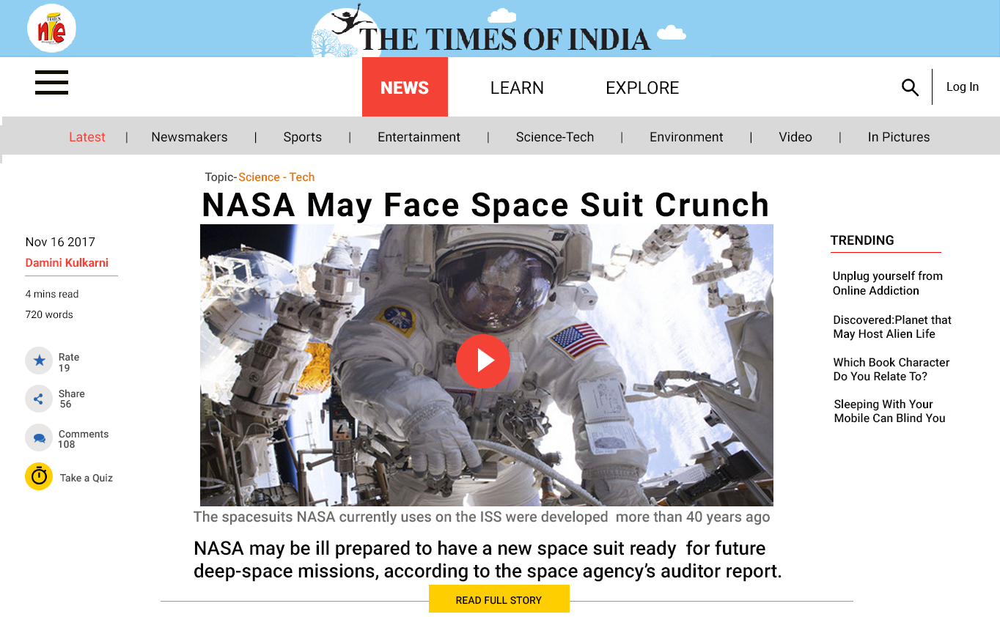 TIMES
nie
THE TIMES OF INDIA
NEWS LEARN EXPLORE Log In
Latest | Newsmakers | Sports | Entertainment | Science-Tech | Environment | Video | In Pictures
Topic-Science - Tech
NASA May Face Space Suit Crunch
Nov 16 2017
Damini Kulkarni
4 mins read
720 words
Rate
19
Share
56
Comments
108
Take a Quiz
TRENDING
Unplug yourself from
Online Addiction
Discovered:Planet that
May Host Alien Life
Which Book Character
Do You Relate To?
Sleeping With Your
Mobile Can Blind You
The spacesuits NASA currently uses on the ISS were developed more than 40 years ago
NASA may be ill prepared to have a new space suit ready for future
deep-space missions, according to the space agency's auditor report.
READ FULL STORY